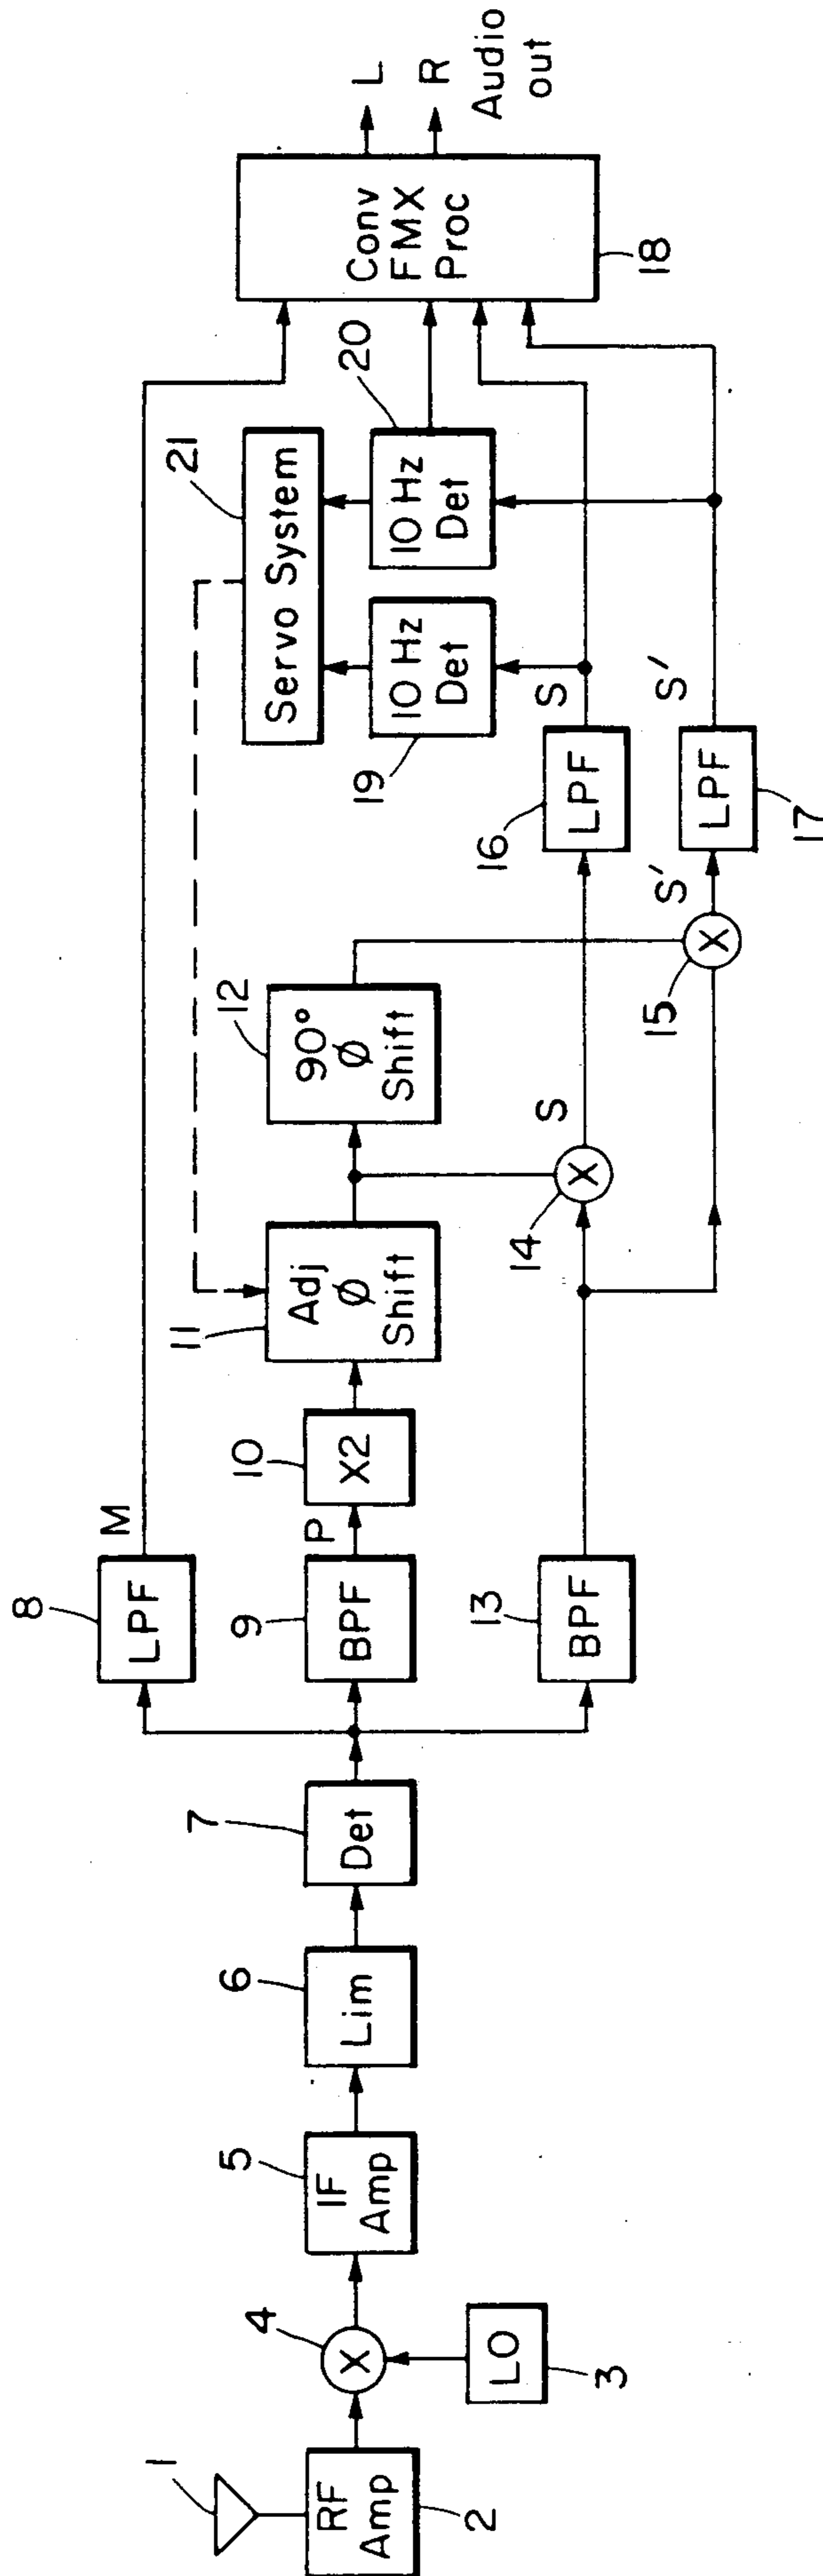 1
RF
Amp
2
4
X
LO
3
5
IF
Amp
6
Lim
7
Det
8
LPF
M
9
BPF
P
10
X2
11
Adj
Ø
Shift
12
90°
Ø
Shift
13
BPF
14
X
S
15
X
S'
16
LPF
S
17
LPF
S'
19
10 Hz
Det
20
10 Hz
Det
21
Servo System
Conv
FMX
Proc
18
L
R
Audio
out